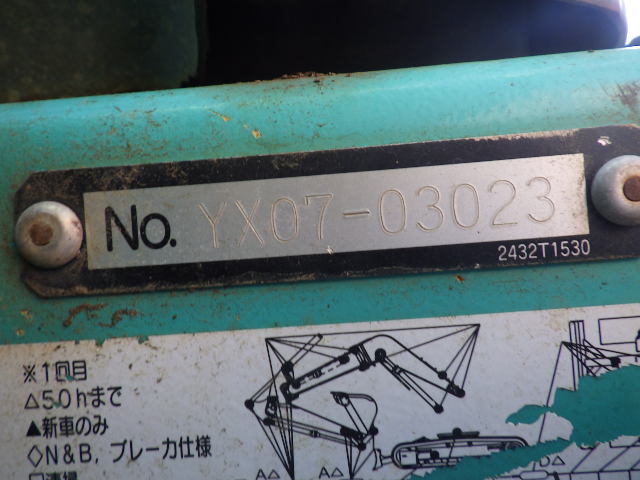 No. YX07-03023
2432T1530
※1回目
△50hまで
▲新車のみ
◇N&B, ブレーカ仕様
A△ A△